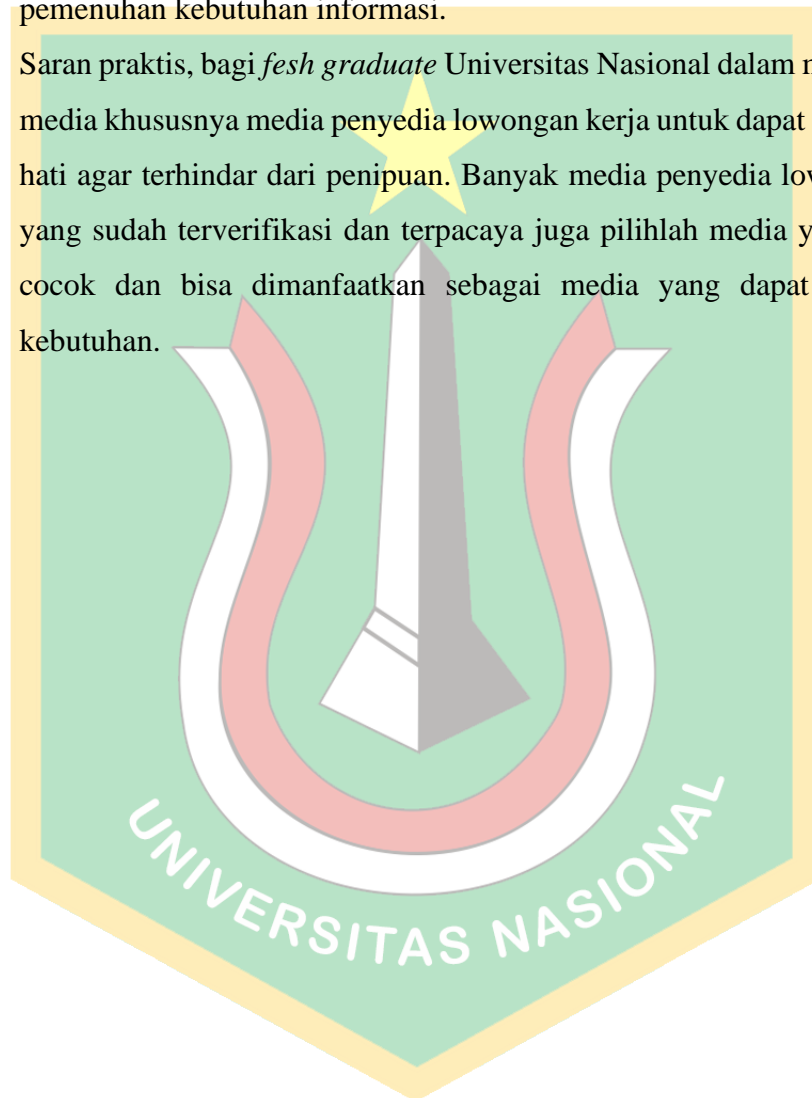 pemenuhan kebutuhan informasi.
Saran praktis, bagi fesh graduate Universitas Nasional dalam
media khususnya media penyedia lowongan kerja untuk dapat
hati agar terhindar dari penipuan. Banyak media penyedia
yang sudah terverifikasi dan terpacaya juga pilihlah media
cocok dan bisa dimanfaatkan sebagai media yang dapat
kebutuhan.
UNIVERSITAS NASIONAL